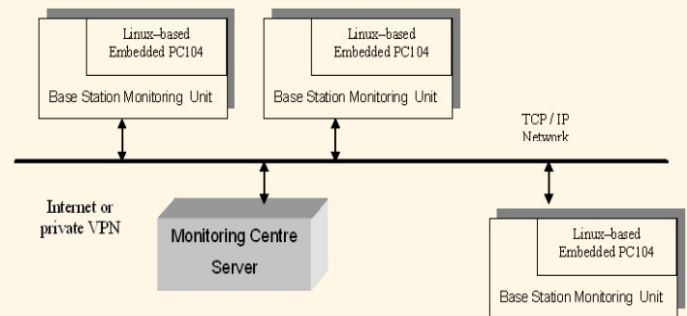 Linux–based
Embedded PC104
Base Station Monitoring Unit
Linux–based
Embedded PC104
Base Station Monitoring Unit
TCP / IP
Network
Internet or
private VPN
Monitoring Centre
Server
Linux–based
Embedded PC104
Base Station Monitoring Unit